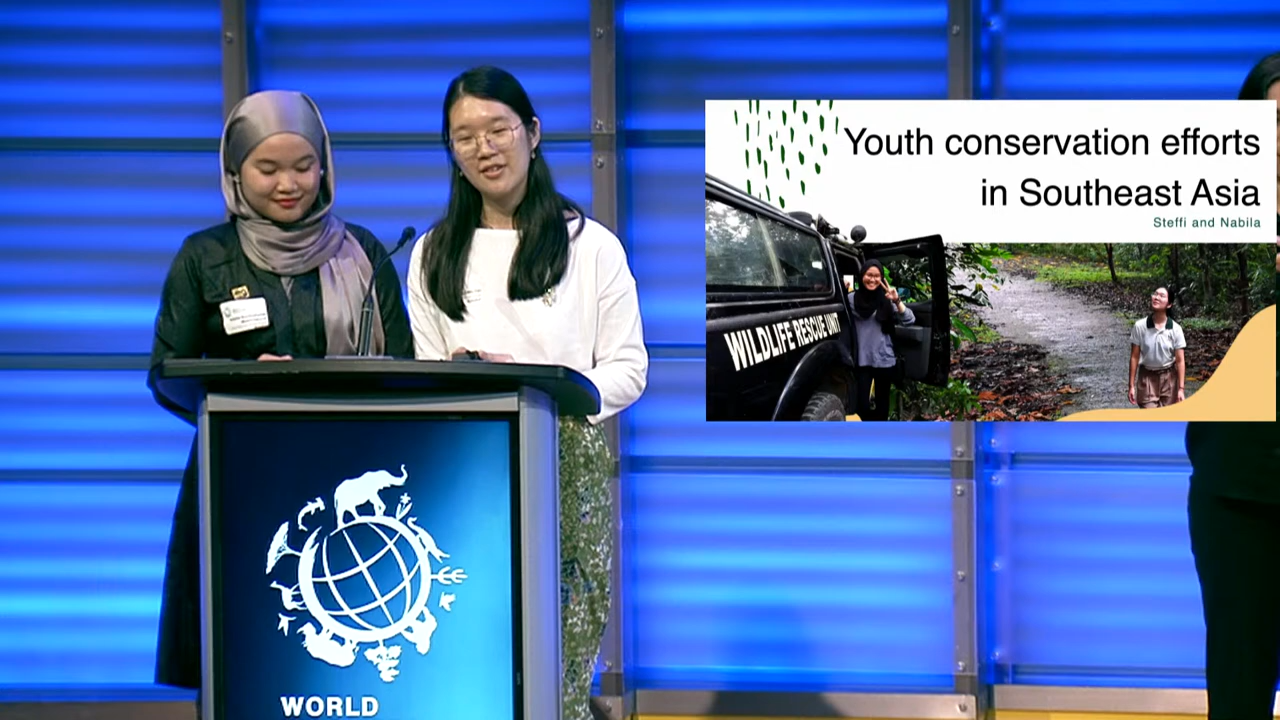 Youth conservation efforts
in Southeast Asia
Steffi and Nabila
WILDLIFE RESCUE UNIT
WORLD